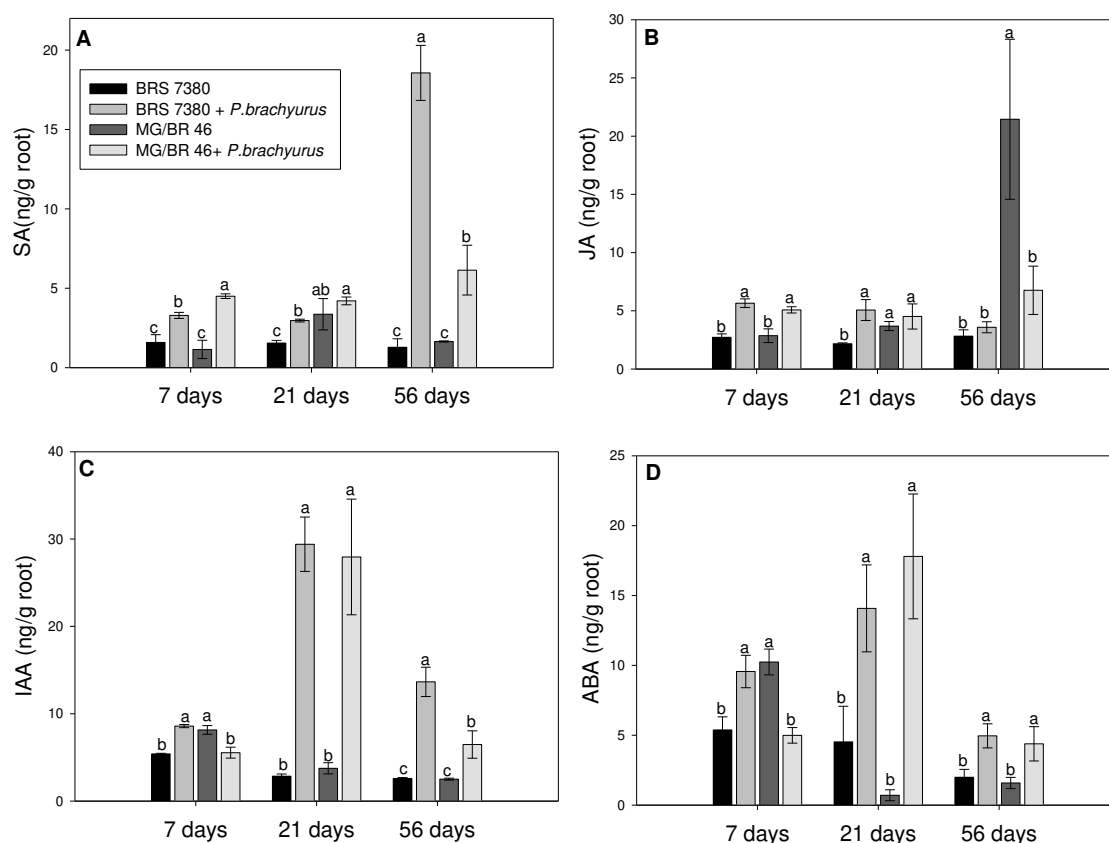 A
SA(ng/g root)
20
15
10
5
0
BRS 7380
BRS 7380 + P.brachyurus
MG/BR 46
MG/BR 46+ P.brachyurus
c b c a
c b ab a
c a c b
7 days 21 days 56 days
B
JA (ng/g root)
30
25
20
15
10
5
0
b a b a
b a a a
b b a b
7 days 21 days 56 days
C
IAA (ng/g root)
40
30
20
10
0
b a a b
b a b a
c a c b
7 days 21 days 56 days
D
ABA (ng/g root)
25
20
15
10
5
0
b a a b
b a b a
b a b a
7 days 21 days 56 days